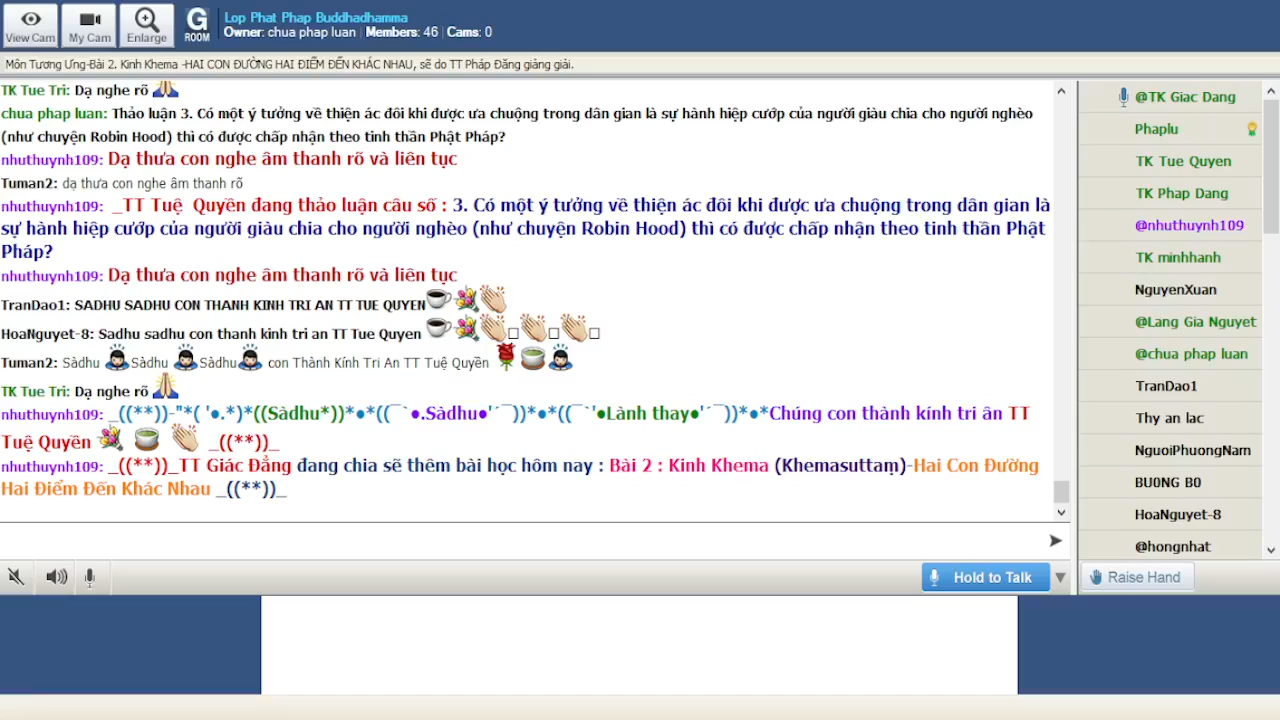 View Cam
My Cam
Enlarge
G
ROOM
Lop Phat Phap Buddhadhamma
Owner: chua phap luan | Members: 46 | Cams: 0
Môn Tương Ưng-Bài 2. Kinh Khema -HAI CON ĐƯỜNG HAI ĐIỂM ĐẾN KHÁC NHAU, sẽ do TT Pháp Đăng giảng giải.
TK Tue Tri: Dạ nghe rõ 🙏
chua phap luan: Thảo luận 3. Có một ý tưởng về thiện ác đôi khi được ưa chuộng trong dân gian là sự hành hiệp cướp của người giàu chia cho người nghèo
(như chuyện Robin Hood) thì có được chấp nhận theo tinh thần Phật Pháp?
nhuthuynh109: Dạ thưa con nghe âm thanh rõ và liên tục
Tuman2: dạ thưa con nghe âm thanh rõ
nhuthuynh109: _TT Tuệ Quyền đang thảo luận câu số : 3. Có một ý tưởng về thiện ác đôi khi được ưa chuộng trong dân gian là
sự hành hiệp cướp của người giàu chia cho người nghèo (như chuyện Robin Hood) thì có được chấp nhận theo tinh thần Phật
Pháp?
nhuthuynh109: Dạ thưa con nghe âm thanh rõ và liên tục
TranDao1: SADHU SADHU CON THANH KINH TRI AN TT TUE QUYEN☕💐👏
HoaNguyet-8: Sadhu sadhu con thanh kinh tri an TT Tue Quyen ☕💐👏□👏□👏□
Tuman2: Sàdhu 🙇Sàdhu 🙇Sàdhu🙇 con Thành Kính Tri Ân TT Tuệ Quyền 🌹🍵🙇
TK Tue Tri: Dạ nghe rõ 🙏
nhuthuynh109: _((**))-"*( '●.*)*((Sàdhu*))*●*((¯`●.Sàdhu●'´¯))*●*((¯`'●Lành thay●'´¯))*●*Chúng con thành kính tri ân TT
Tuệ Quyền 💐 🍵 👏 _((**))_
nhuthuynh109: _((**))_TT Giác Đẳng đang chia sẽ thêm bài học hôm nay : Bài 2 : Kinh Khema (Khemasuttaṃ)-Hai Con Đường
Hai Điểm Đến Khác Nhau _((**))_
Hold to Talk
@TK Giac Dang
Phaplu
TK Tue Quyen
TK Phap Dang
@nhuthuynh109
TK minhhanh
NguyenXuan
@Lang Gia Nguyet
@chua phap luan
TranDao1
Thy an lac
NguoiPhuongNam
BU0NG B0
HoaNguyet-8
@hongnhat
Raise Hand